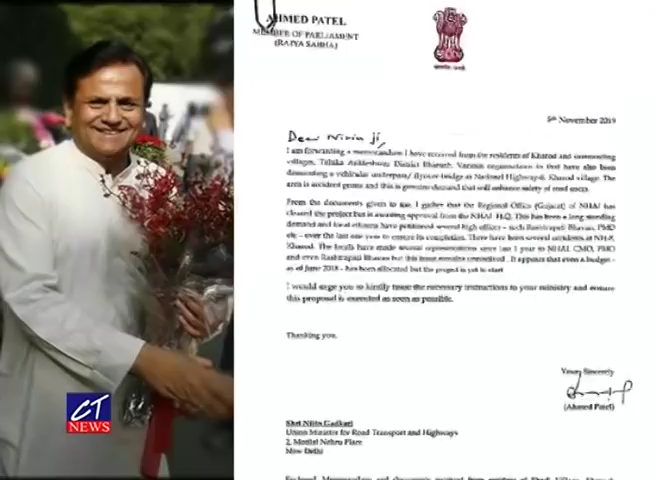 AHMED PATEL
MEMBER OF PARLIAMENT
(RAJYA SABHA)
5th November 2019
Dear Nitin ji,
I am forwarding a memorandum I have received from the residents of Kharod and surrounding
villages, Taluka Ankleshwar District Bharuch. Various organisations in that have also been
demanding a vehicular underpass/ flyover bridge at National Highway-8, Kharod village. The
area is accident prone and this is genuine demand that will enhance safety of road users.
From the documents given to me, I gather that the Regional Office (Gujarat) of NHAI has
cleared the project but is awaiting approval from the NHAI H.Q. This has been a long standing
demand and local citizens have petitioned several high offices - such Rashtrapati Bhavan, PMO
etc - over the last one year to ensure its completion. There have been several accidents at NH-8,
Kharod. The locals have made several representations since last 1 year to NHAI, CMO, PMO
and even Rashtrapati Bhavan but this issue remains unresolved . It appears that even a budget -
as of June 2018 - has been allocated but the project is yet to start
I would urge you to kindly issue the necessary instructions to your ministry and ensure
this proposal is executed as soon as possible.
Thanking you.
Yours Sincerely
(Ahmed Patel)
Shri Nitin Gadkari
Union Minister for Road Transport and Highways
2, Motilal Nehru Place
New Delhi
CT
NEWS